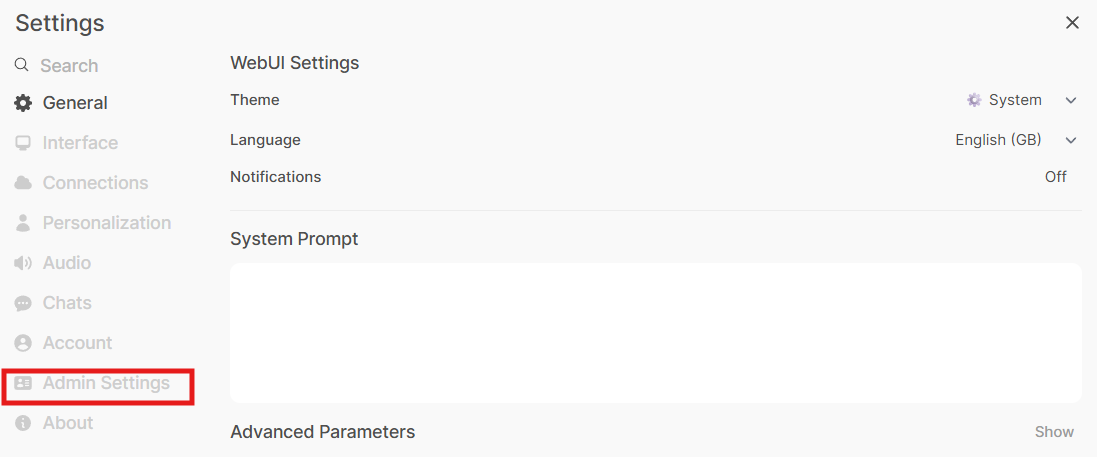 Settings
Search
General
Interface
Connections
Personalization
Audio
Chats
Account
Admin Settings
About
WebUI Settings
Theme System
Language English (GB)
Notifications Off
System Prompt
Advanced Parameters Show